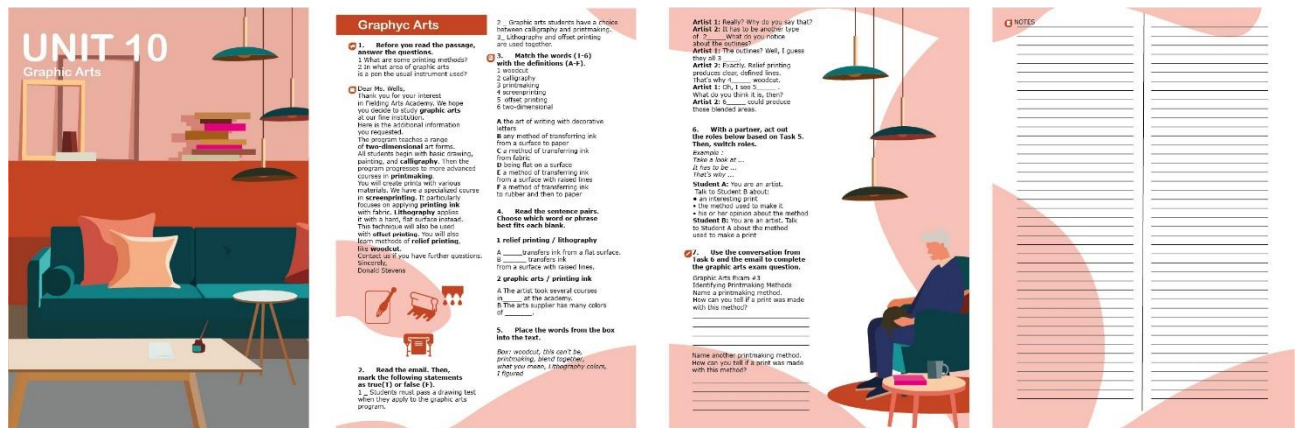 UNIT 10
Graphic Arts
Graphyc Arts
1. Before you read the passage,
answer the questions.
1 What are some printing methods?
2 In what area of graphic arts
is a pen the usual instrument used?
Dear Ms. Wells,
Thank you for your interest
in Fielding Arts Academy. We hope
you decide to study graphic arts
at our fine institution.
Here is the additional information
you requested.
The program teaches a range
of two-dimensional art forms.
All students begin with basic drawing,
painting, and calligraphy. Then the
program progresses to more advanced
courses in printmaking.
You will create prints with various
materials. We have a specialized course
in screenprinting. It particularly
focuses on applying printing ink
with fabric. Lithography applies
it with a hard, flat surface instead.
This technique will also be used
with offset printing. You will also
learn methods of relief printing,
like woodcut.
Contact us if you have further questions.
Sincerely,
Donald Stevens
2. Read the email. Then,
mark the following statements
as true(T) or false (F).
1 _ Students must pass a drawing test
when they apply to the graphic arts
program.
2 _ Graphic arts students have a choice
between calligraphy and printmaking.
3_ Lithography and offset printing
are used together.
3. Match the words (1-6)
with the definitions (A-F).
1 woodcut
2 calligraphy
3 printmaking
4 screenprinting
5 offset printing
6 two-dimensional
A the art of writing with decorative
letters
B any method of transferring ink
from a surface to paper
C a method of transferring ink
from fabric
D being flat on a surface
E a method of transferring ink
from a surface with raised lines
F a method of transferring ink
to rubber and then to paper
4. Read the sentence pairs.
Choose which word or phrase
best fits each blank.
1 relief printing / lithography
A _____transfers ink from a flat surface.
B _____ transfers ink
from a surface with raised lines.
2 graphic arts / printing ink
A The artist took several courses
in_____ at the academy.
B The arts supplier has many colors
of _______.
5. Place the words from the box
into the text.
Box: woodcut, this can't be,
printmaking, blend together,
what you mean, Lithography colors,
I figured
Artist 1: Really? Why do you say that?
Artist 2: It has to be another type
of 2_____What do you notice
about the outlines?
Artist 1: The outlines? Well, I guess
they all 3 _____.
Artist 2: Exactly. Relief printing
produces clear, defined lines.
That's why 4_____ woodcut.
Artist 1: Oh, I see 5_____ .
What do you think it is, then?
Artist 2: 6_____ could produce
those blended areas.
6. With a partner, act out
the roles below based on Task 5.
Then, switch roles.
Example :
Take a look at ...
It has to be ...
That's why ...
Student A: You are an artist.
Talk to Student B about:
• an interesting print
• the method used to make it
• his or her opinion about the method
Student B: You are an artist. Talk
to Student A about the method
used to make a print
7. Use the conversation from
Task 6 and the email to complete
the graphic arts exam question.
Graphic Arts Exam #3
Identifying Printmaking Methods
Name a printmaking method.
How can you tell if a print was made
with this method?
Name another printmaking method.
How can you tell if a print was made
with this method?
NOTES